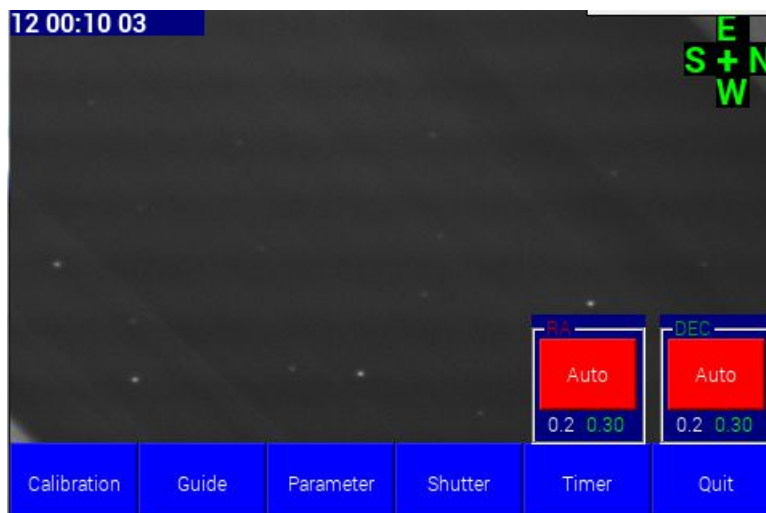 12 00:10 03
E
S + N
W
RA
DEC
Auto
Auto
0.2 0.30
0.2 0.30
Calibration
Guide
Parameter
Shutter
Timer
Quit